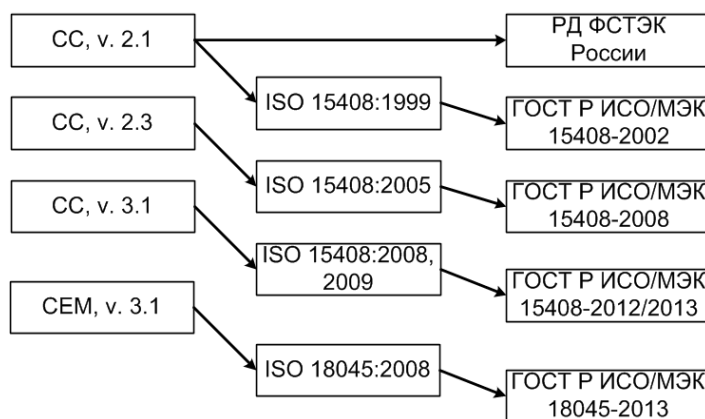 CC, v. 2.1
РД ФСТЭК
России
ISO 15408:1999
ГОСТ Р ИСО/МЭК
15408-2002
CC, v. 2.3
ISO 15408:2005
ГОСТ Р ИСО/МЭК
15408-2008
CC, v. 3.1
ISO 15408:2008,
2009
ГОСТ Р ИСО/МЭК
15408-2012/2013
CEM, v. 3.1
ISO 18045:2008
ГОСТ Р ИСО/МЭК
18045-2013